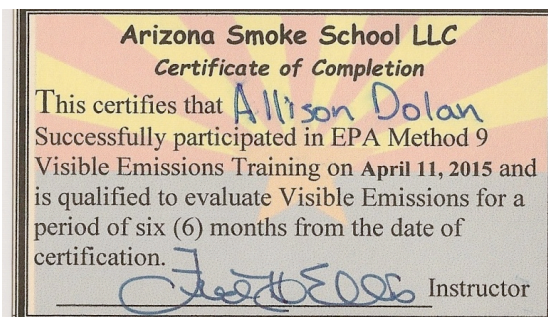 Arizona Smoke School LLC
Certificate of Completion
This certifies that Allison Dolan
Successfully participated in EPA Method 9
Visible Emissions Training on April 11, 2015 and
is qualified to evaluate Visible Emissions for a
period of six (6) months from the date of
certification.
Instructor